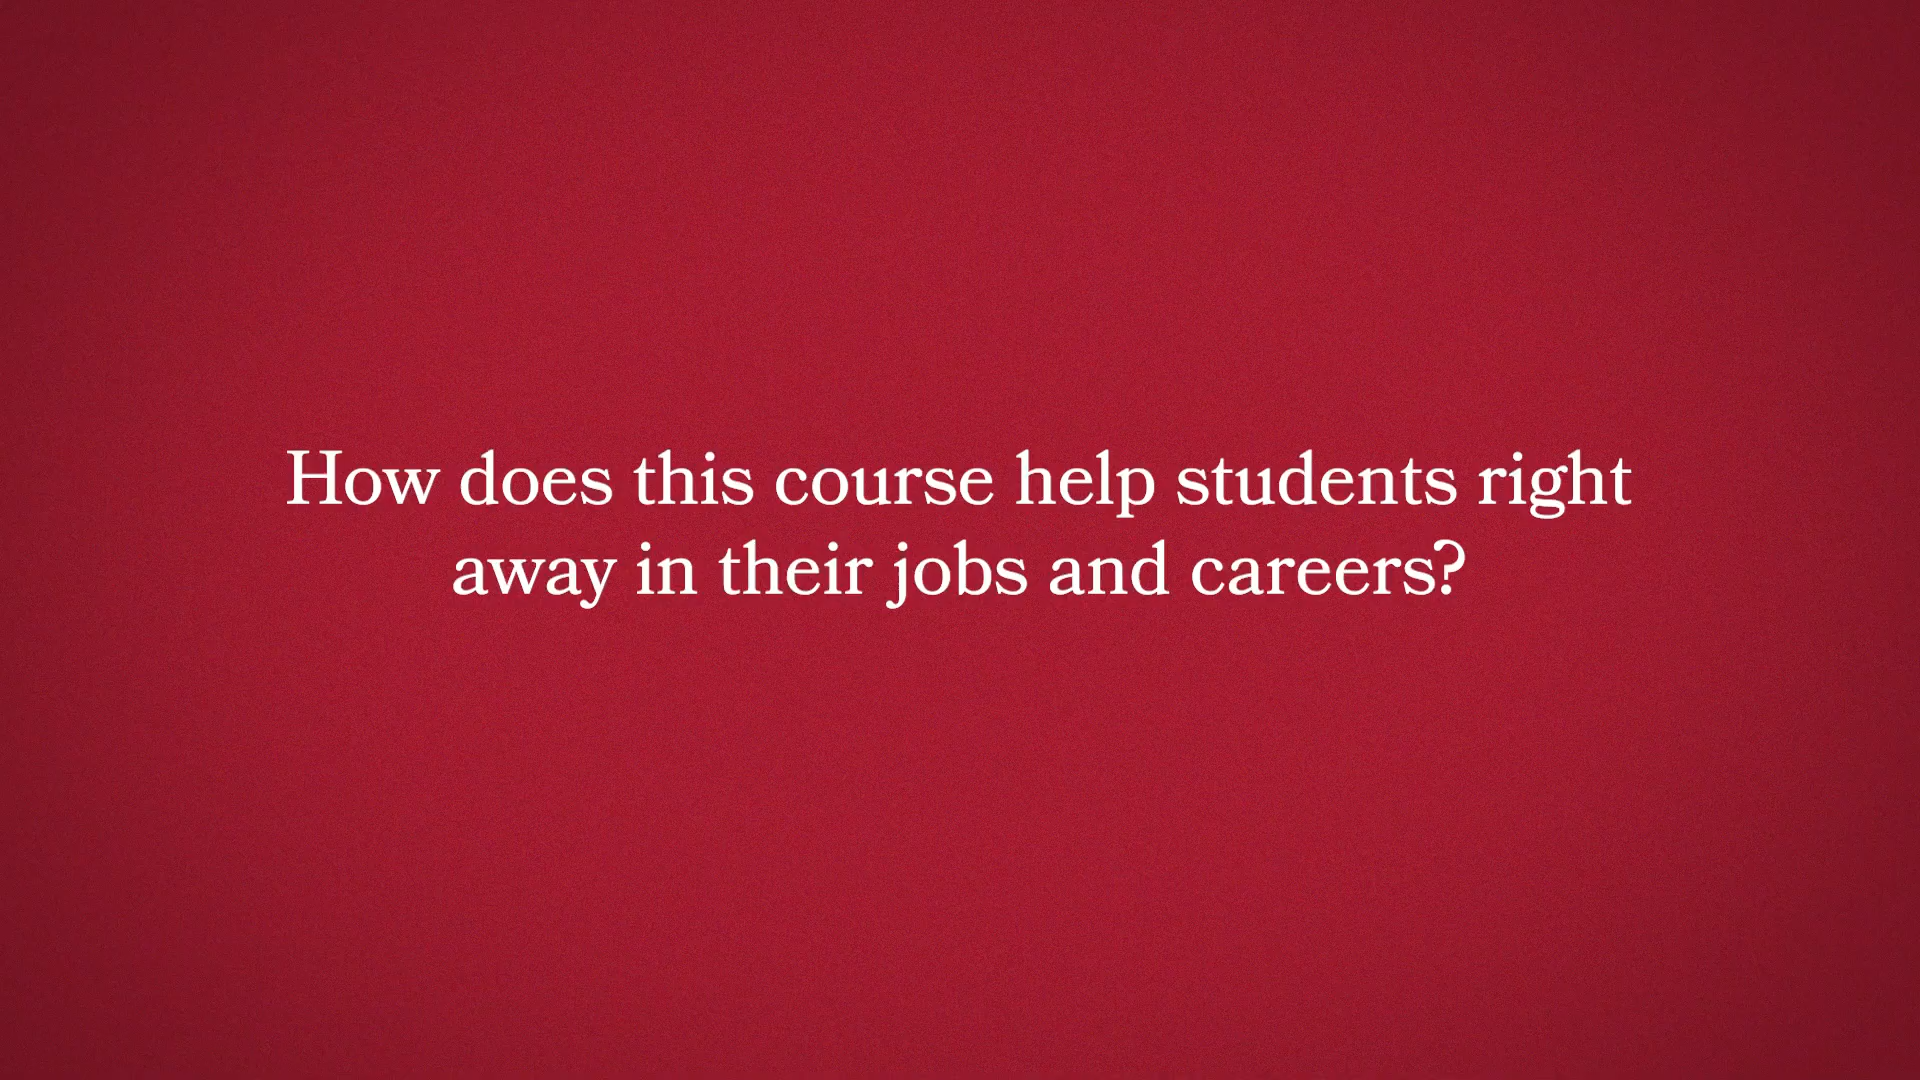 How does this course help students right
away in their jobs and careers?